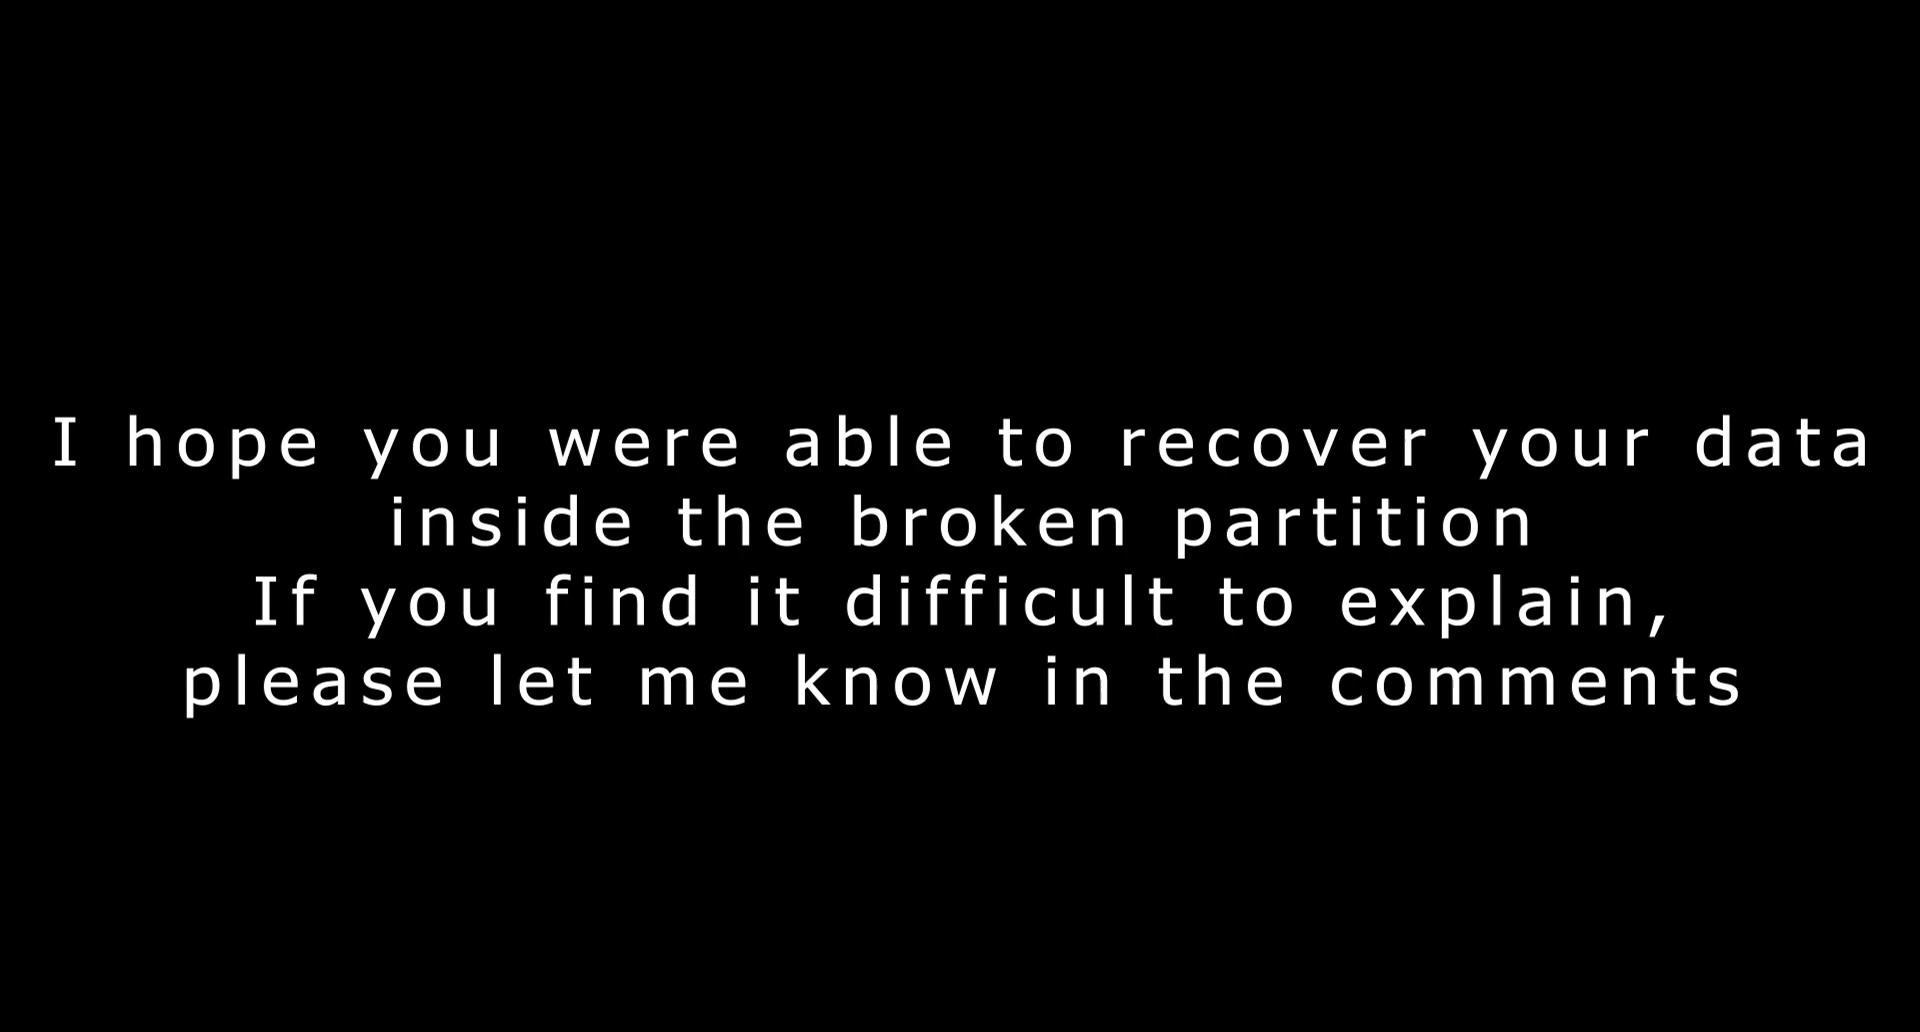 I hope you were able to recover your data
inside the broken partition
If you find it difficult to explain,
please let me know in the comments